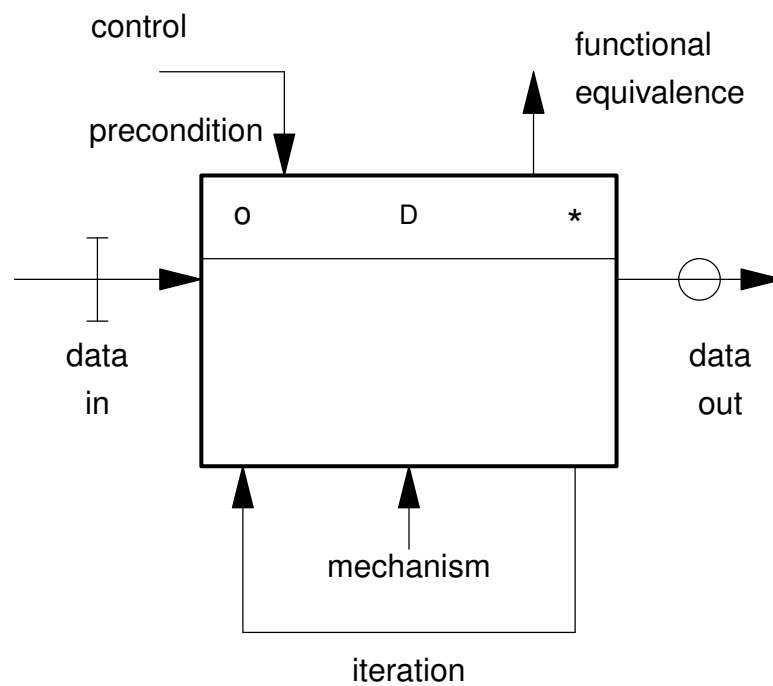 control
functional
equivalence
precondition
o D *
data
in
data
out
mechanism
iteration